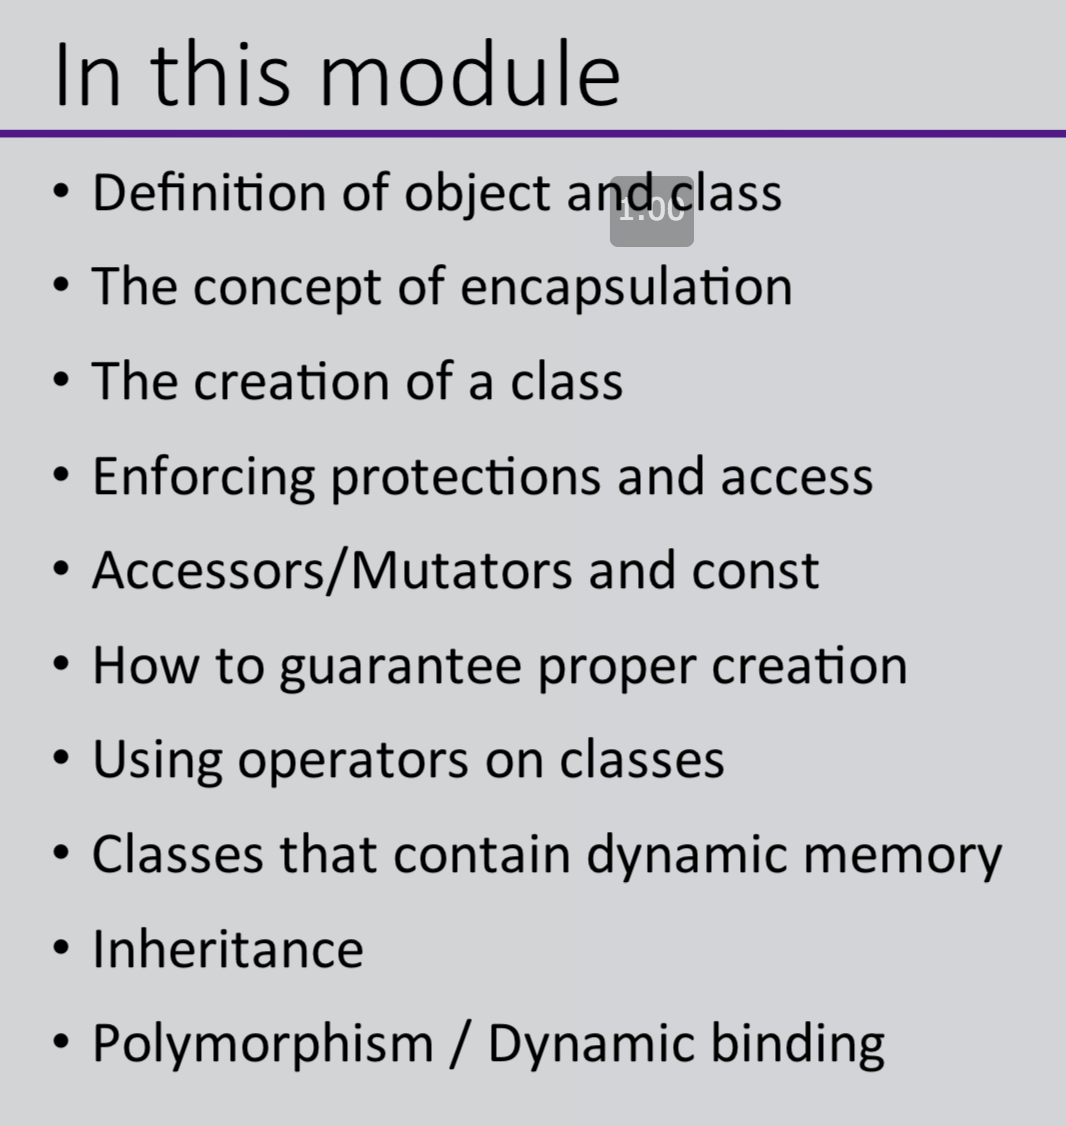 In this module
• Definition of object and class
1.00
• The concept of encapsulation
• The creation of a class
• Enforcing protections and access
• Accessors/Mutators and const
• How to guarantee proper creation
• Using operators on classes
• Classes that contain dynamic memory
• Inheritance
• Polymorphism / Dynamic binding